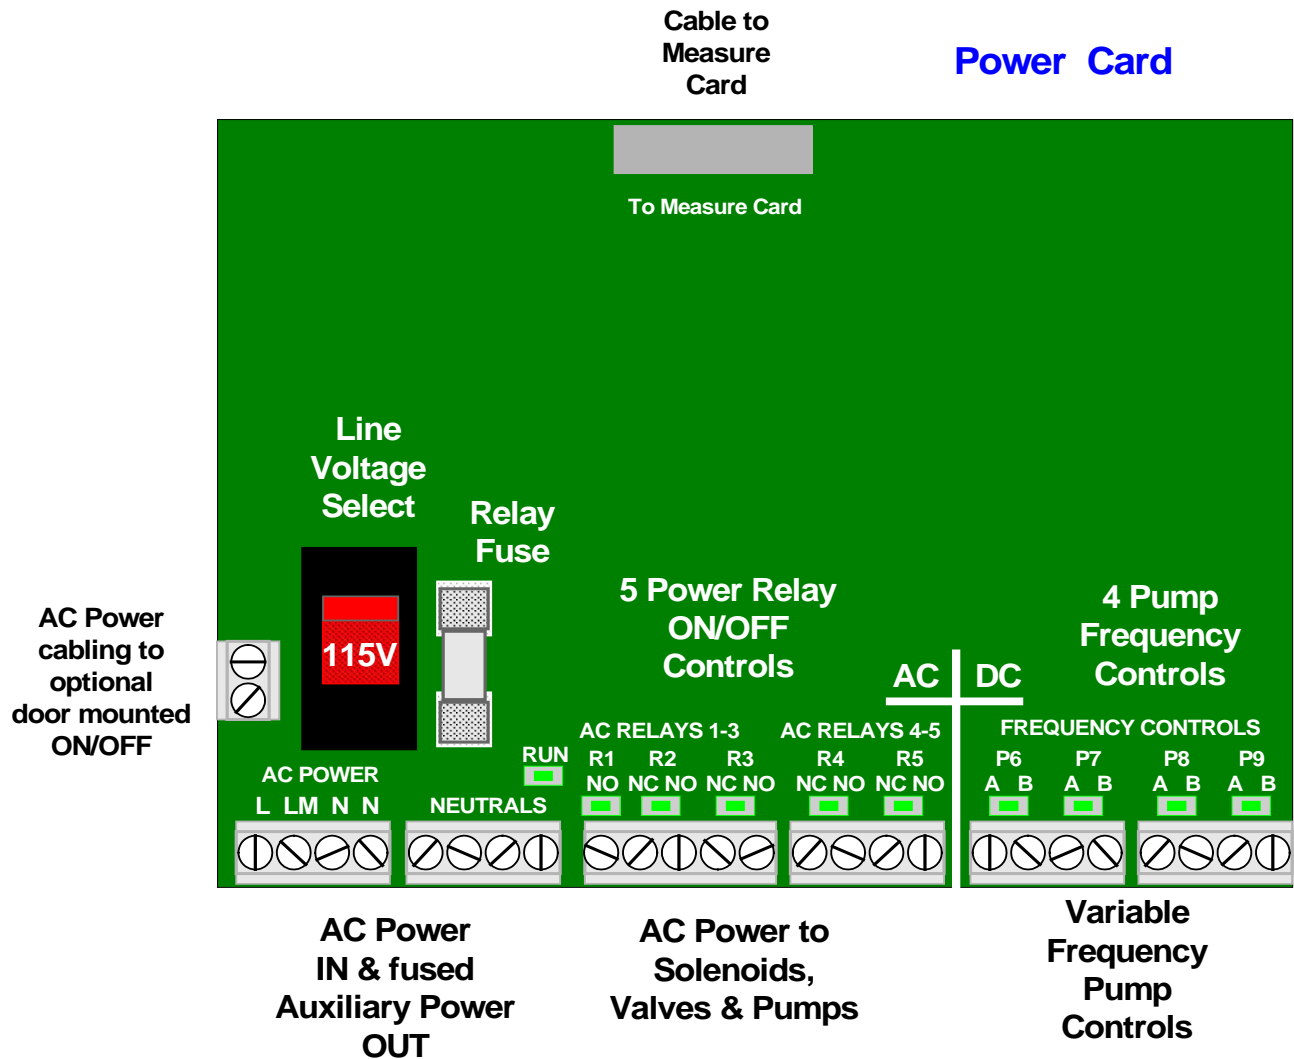 Cable to
Measure
Card
Power Card
To Measure Card
Line
Voltage
Select
Relay
Fuse
115V
AC Power
cabling to
optional
door mounted
ON/OFF
5 Power Relay
ON/OFF
Controls
4 Pump
Frequency
Controls
AC DC
RUN
AC RELAYS 1-3
AC RELAYS 4-5
FREQUENCY CONTROLS
R1 R2 R3 R4 R5 P6 P7 P8 P9
NO NC NO NC NO NC NO NC NO A B A B A B A B
AC POWER
L LM N N
NEUTRALS
AC Power
IN & fused
Auxiliary Power
OUT
AC Power to
Solenoids,
Valves & Pumps
Variable
Frequency
Pump
Controls